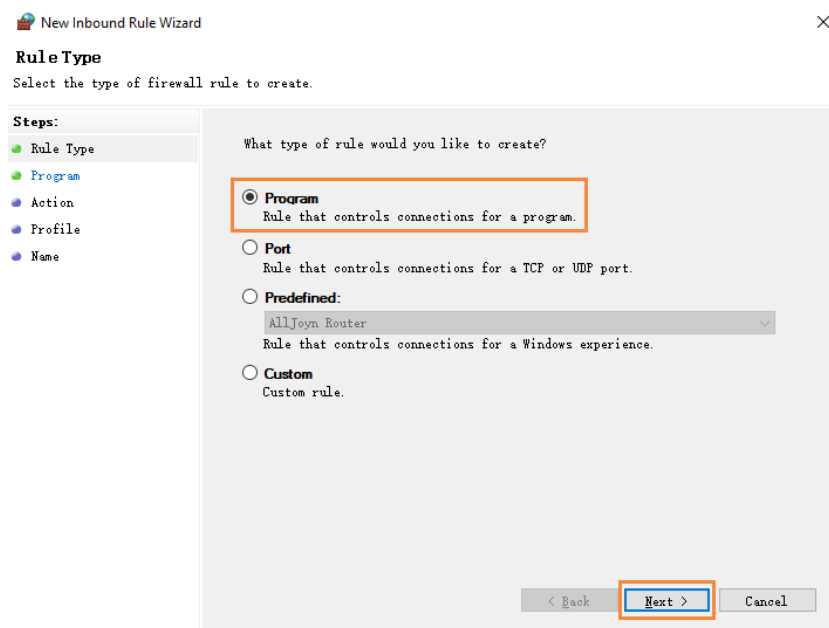 New Inbound Rule Wizard
Rule Type
Select the type of firewall rule to create.
Steps:
Rule Type
Program
Action
Profile
Name
What type of rule would you like to create?
Program
Rule that controls connections for a program.
Port
Rule that controls connections for a TCP or UDP port.
Predefined:
AllJoyn Router
Rule that controls connections for a Windows experience.
Custom
Custom rule.
< Back
Next >
Cancel